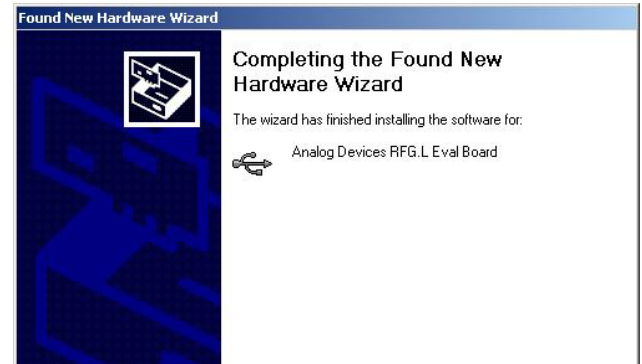 Found New Hardware Wizard
Completing the Found New
Hardware Wizard
The wizard has finished installing the software for:
Analog Devices RFG.L Eval Board